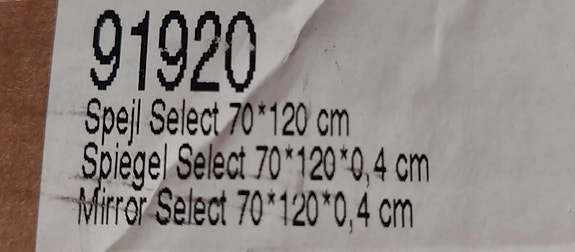 91920
Spejl Select 70*120 cm
Spiegel Select 70*120*0,4 cm
Mirror Select 70*120*0,4 cm